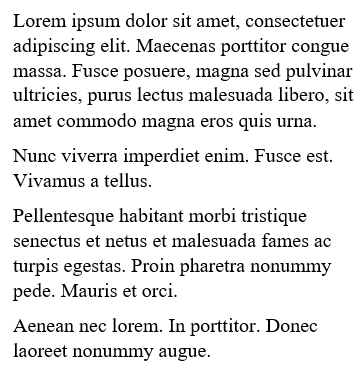 Lorem ipsum dolor sit amet, consectetuer
adipiscing elit. Maecenas porttitor congue
massa. Fusce posuere, magna sed pulvinar
ultricies, purus lectus malesuada libero, sit
amet commodo magna eros quis urna.
Nunc viverra imperdiet enim. Fusce est.
Vivamus a tellus.
Pellentesque habitant morbi tristique
senectus et netus et malesuada fames ac
turpis egestas. Proin pharetra nonummy
pede. Mauris et orci.
Aenean nec lorem. In porttitor. Donec
laoreet nonummy augue.